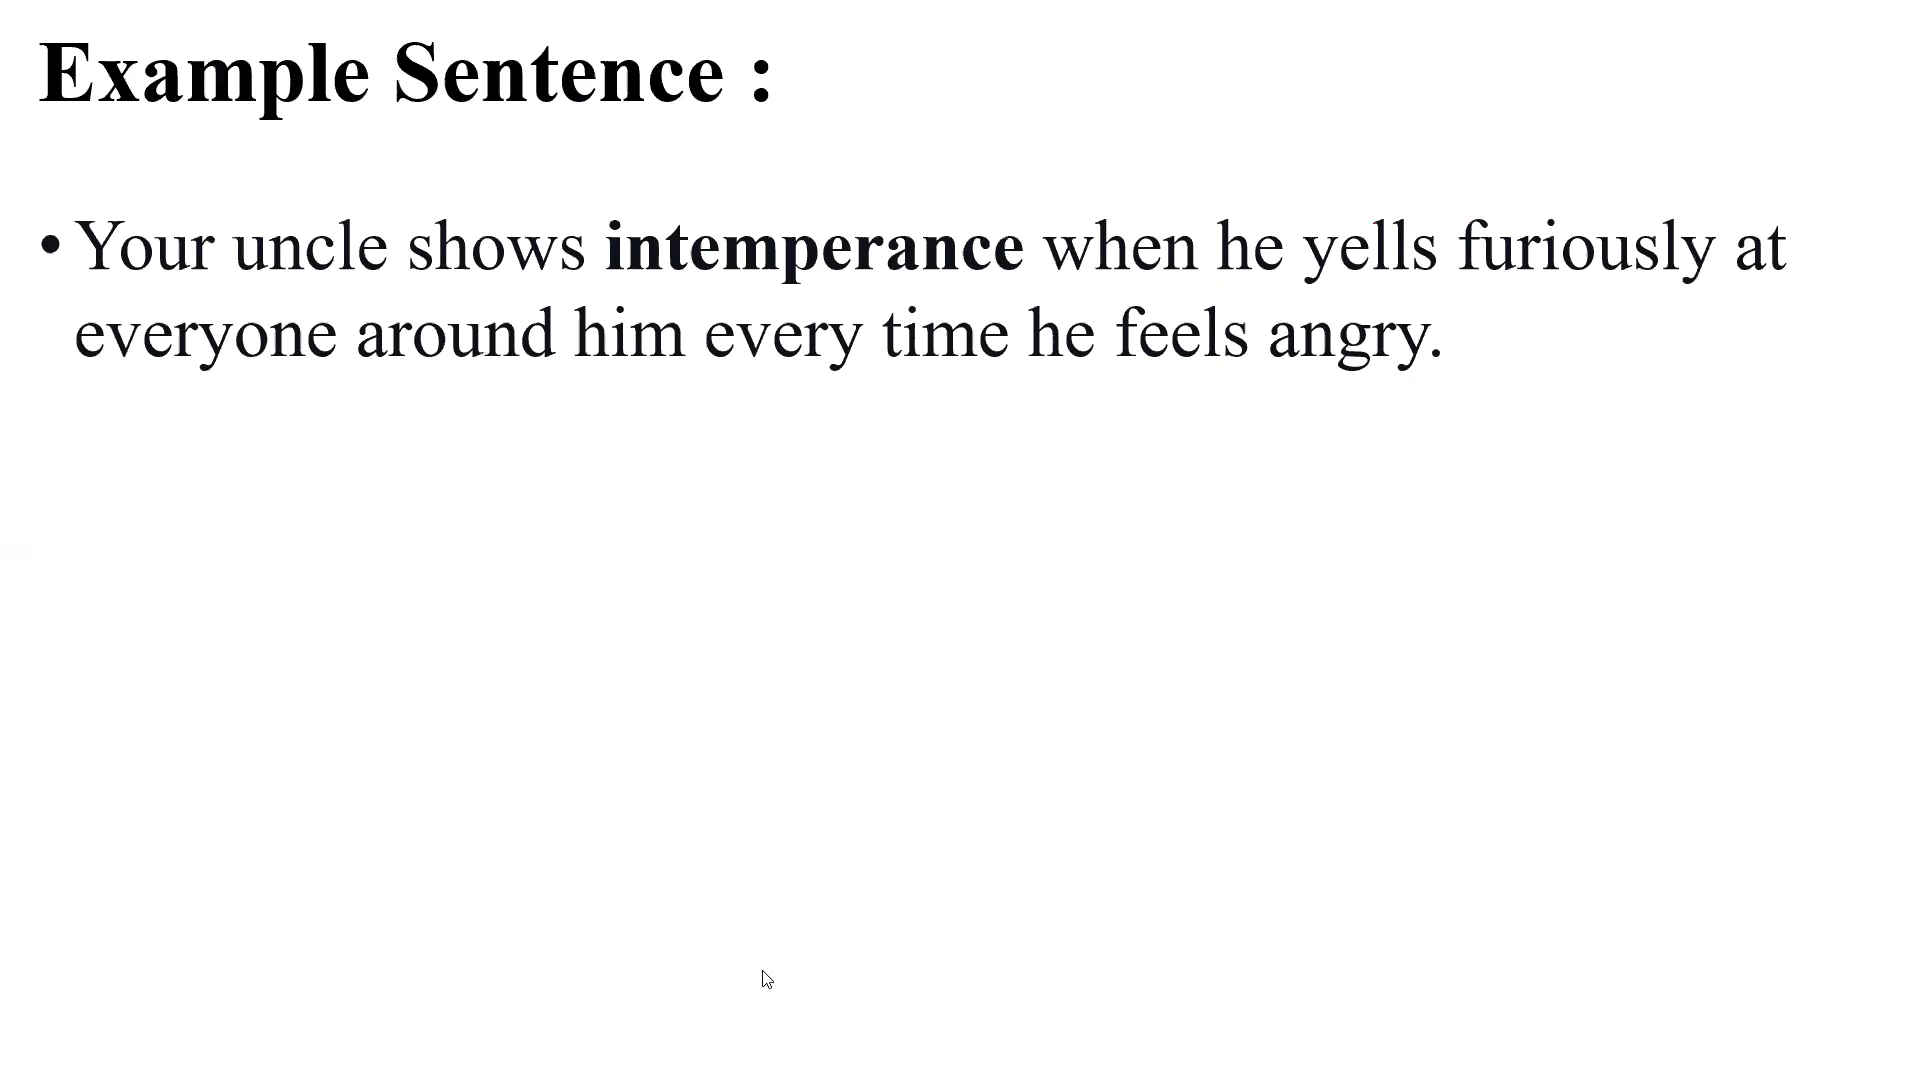 Example Sentence :
• Your uncle shows intemperance when he yells furiously at
everyone around him every time he feels angry.